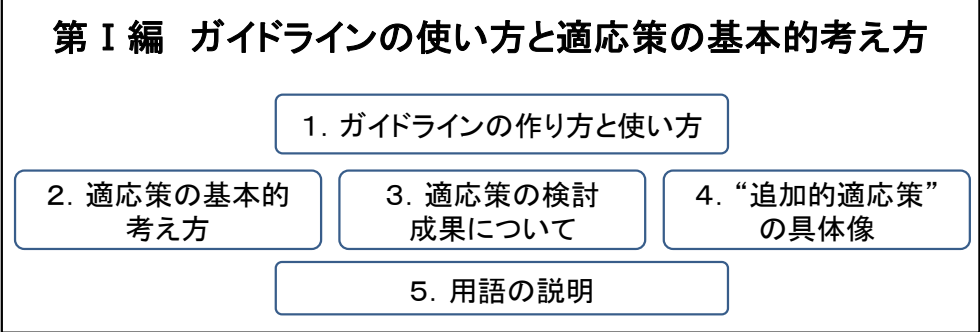 第Ⅰ編 ガイドラインの使い方と適応策の基本的考え方
１．ガイドラインの作り方と使い方
２．適応策の基本的
考え方
３．適応策の検討
成果について
４．“追加的適応策”
の具体像
５．用語の説明